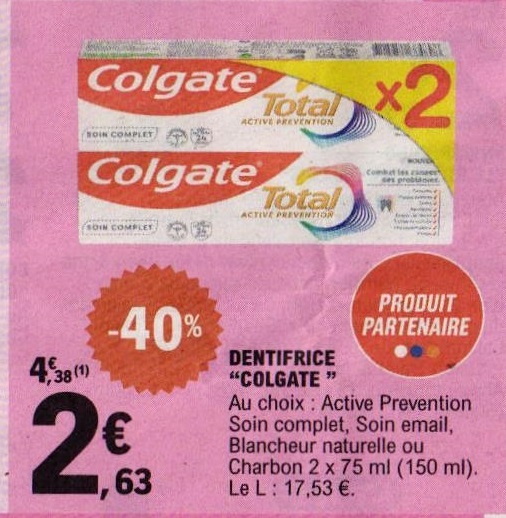 Colgate
Total
ACTIVE PREVENTION
SOIN COMPLET
x2
Colgate
Total
ACTIVE PREVENTION
SOIN COMPLET
-40%
PRODUIT
PARTENAIRE
4€,38(1)
2€,63
DENTIFRICE
“COLGATE ”
Au choix : Active Prevention
Soin complet, Soin email,
Blancheur naturelle ou
Charbon 2 x 75 ml (150 ml).
Le L : 17,53 €.